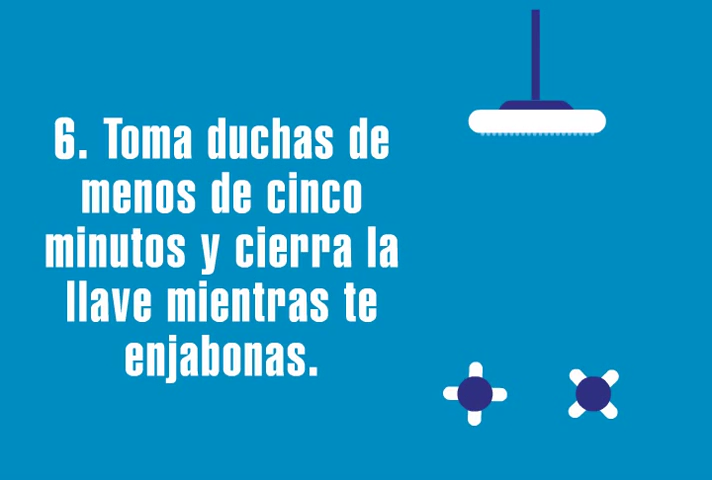 6. Toma duchas de
menos de cinco
minutos y cierra la
llave mientras te
enjabonas.